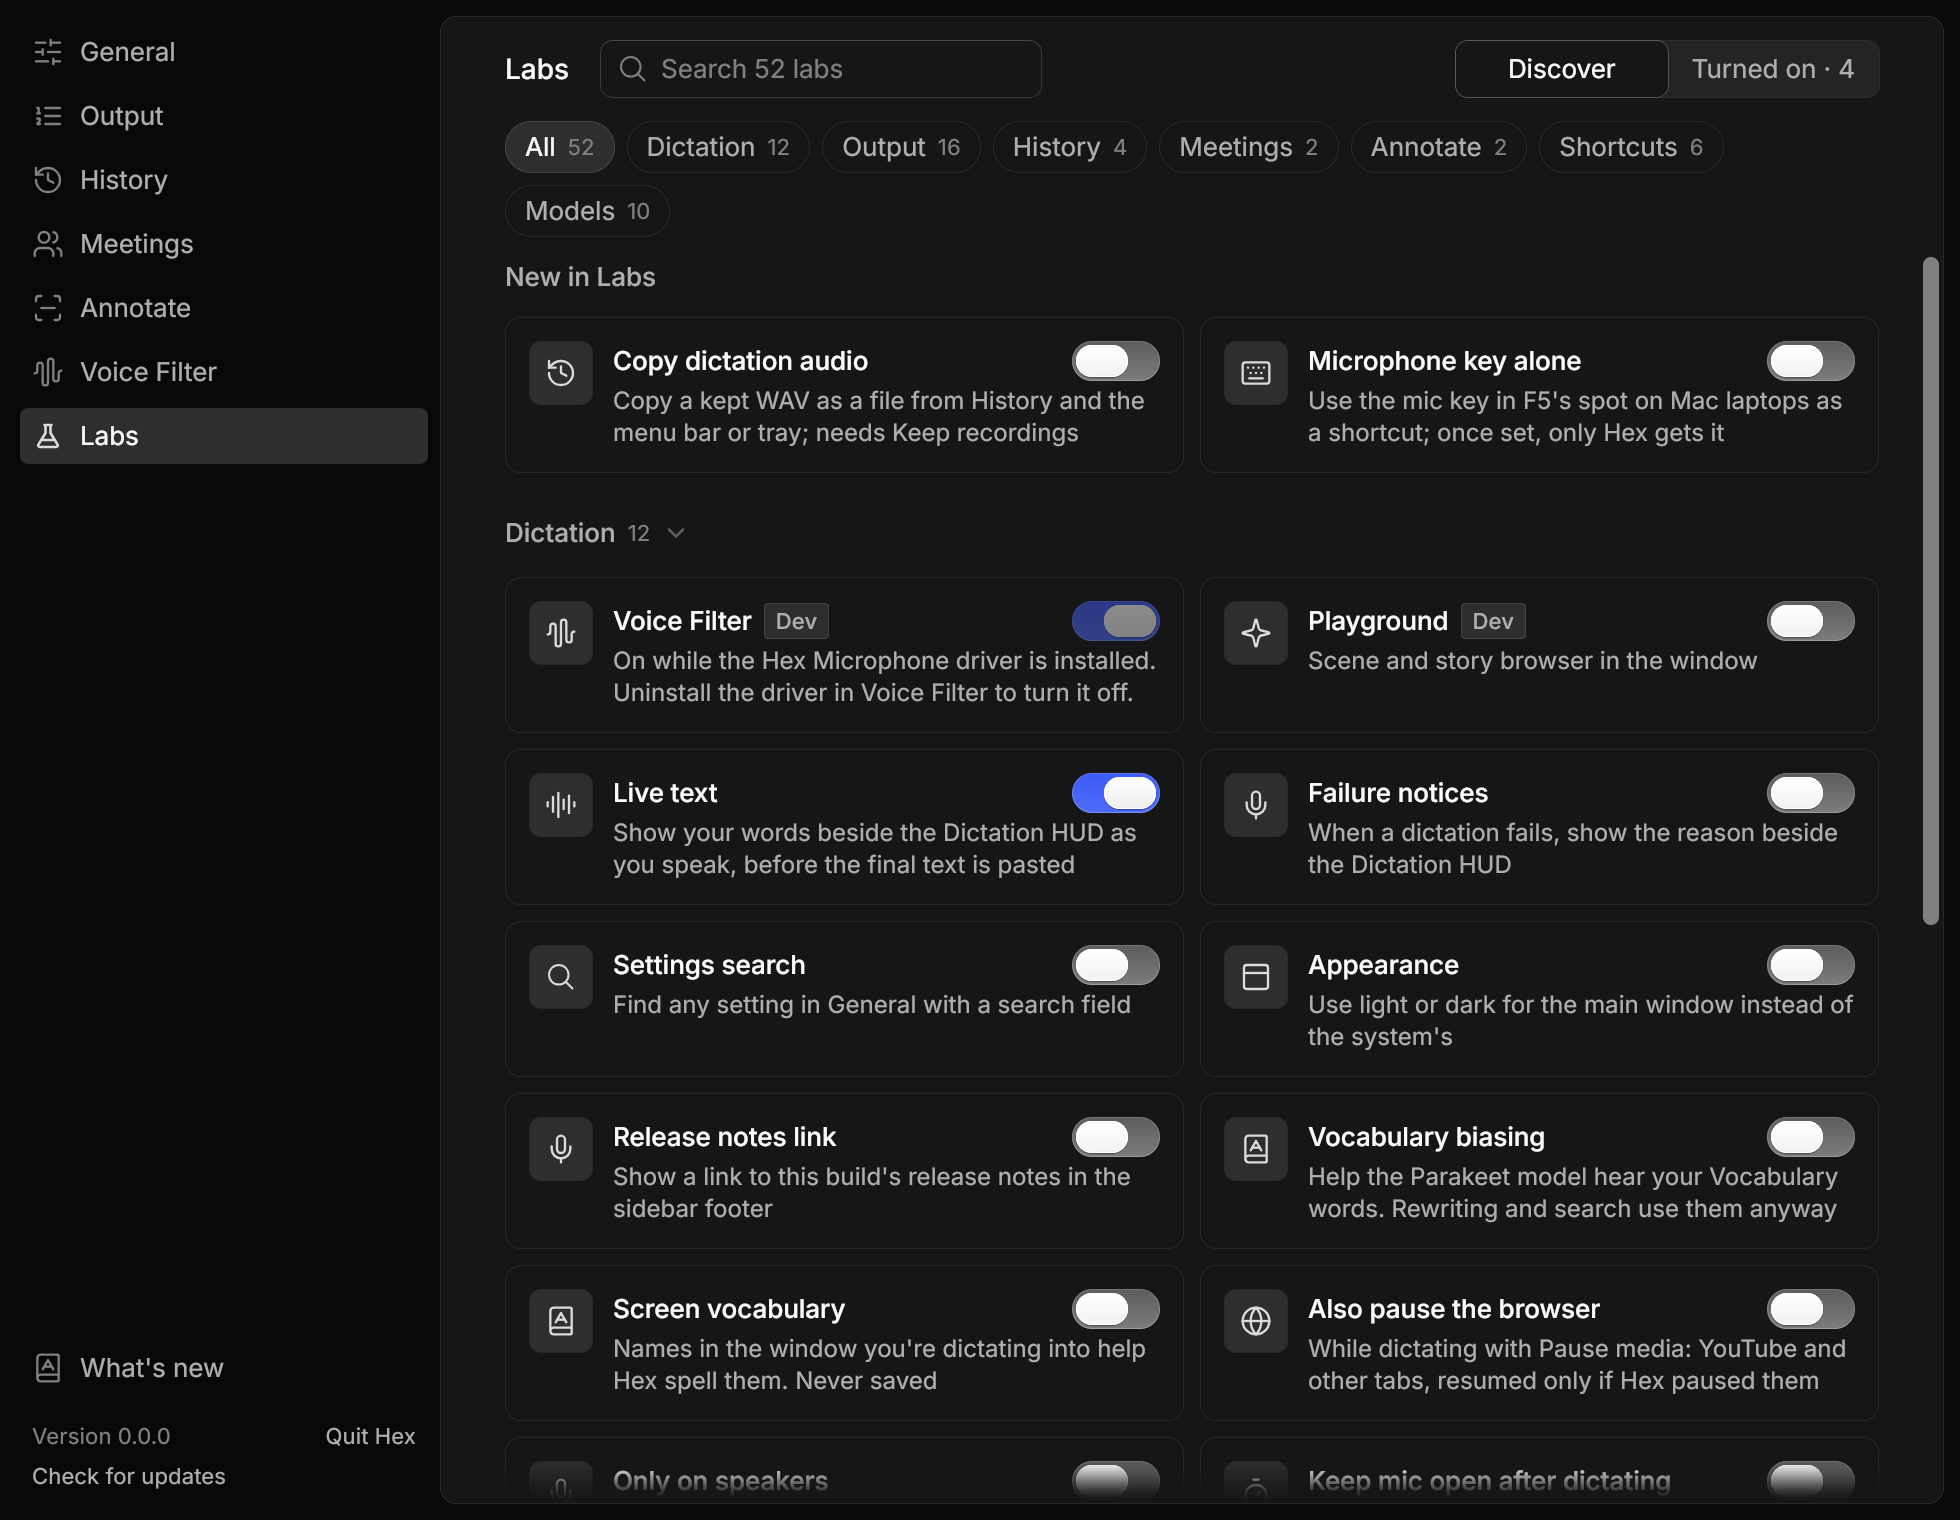 General
Output
History
Meetings
Annotate
Voice Filter
Labs
What's new
Version 0.0.0
Quit Hex
Check for updates
Labs
Search 52 labs
Discover
Turned on · 4
All 52
Dictation 12
Output 16
History 4
Meetings 2
Annotate 2
Shortcuts 6
Models 10
New in Labs
Copy dictation audio
Copy a kept WAV as a file from History and the
menu bar or tray; needs Keep recordings
Microphone key alone
Use the mic key in F5's spot on Mac laptops as
a shortcut; once set, only Hex gets it
Dictation 12
Voice Filter Dev
On while the Hex Microphone driver is installed.
Uninstall the driver in Voice Filter to turn it off.
Playground Dev
Scene and story browser in the window
Live text
Show your words beside the Dictation HUD as
you speak, before the final text is pasted
Failure notices
When a dictation fails, show the reason beside
the Dictation HUD
Settings search
Find any setting in General with a search field
Appearance
Use light or dark for the main window instead of
the system's
Release notes link
Show a link to this build's release notes in the
sidebar footer
Vocabulary biasing
Help the Parakeet model hear your Vocabulary
words. Rewriting and search use them anyway
Screen vocabulary
Names in the window you're dictating into help
Hex spell them. Never saved
Also pause the browser
While dictating with Pause media: YouTube and
other tabs, resumed only if Hex paused them
Only on speakers
Keep mic open after dictating